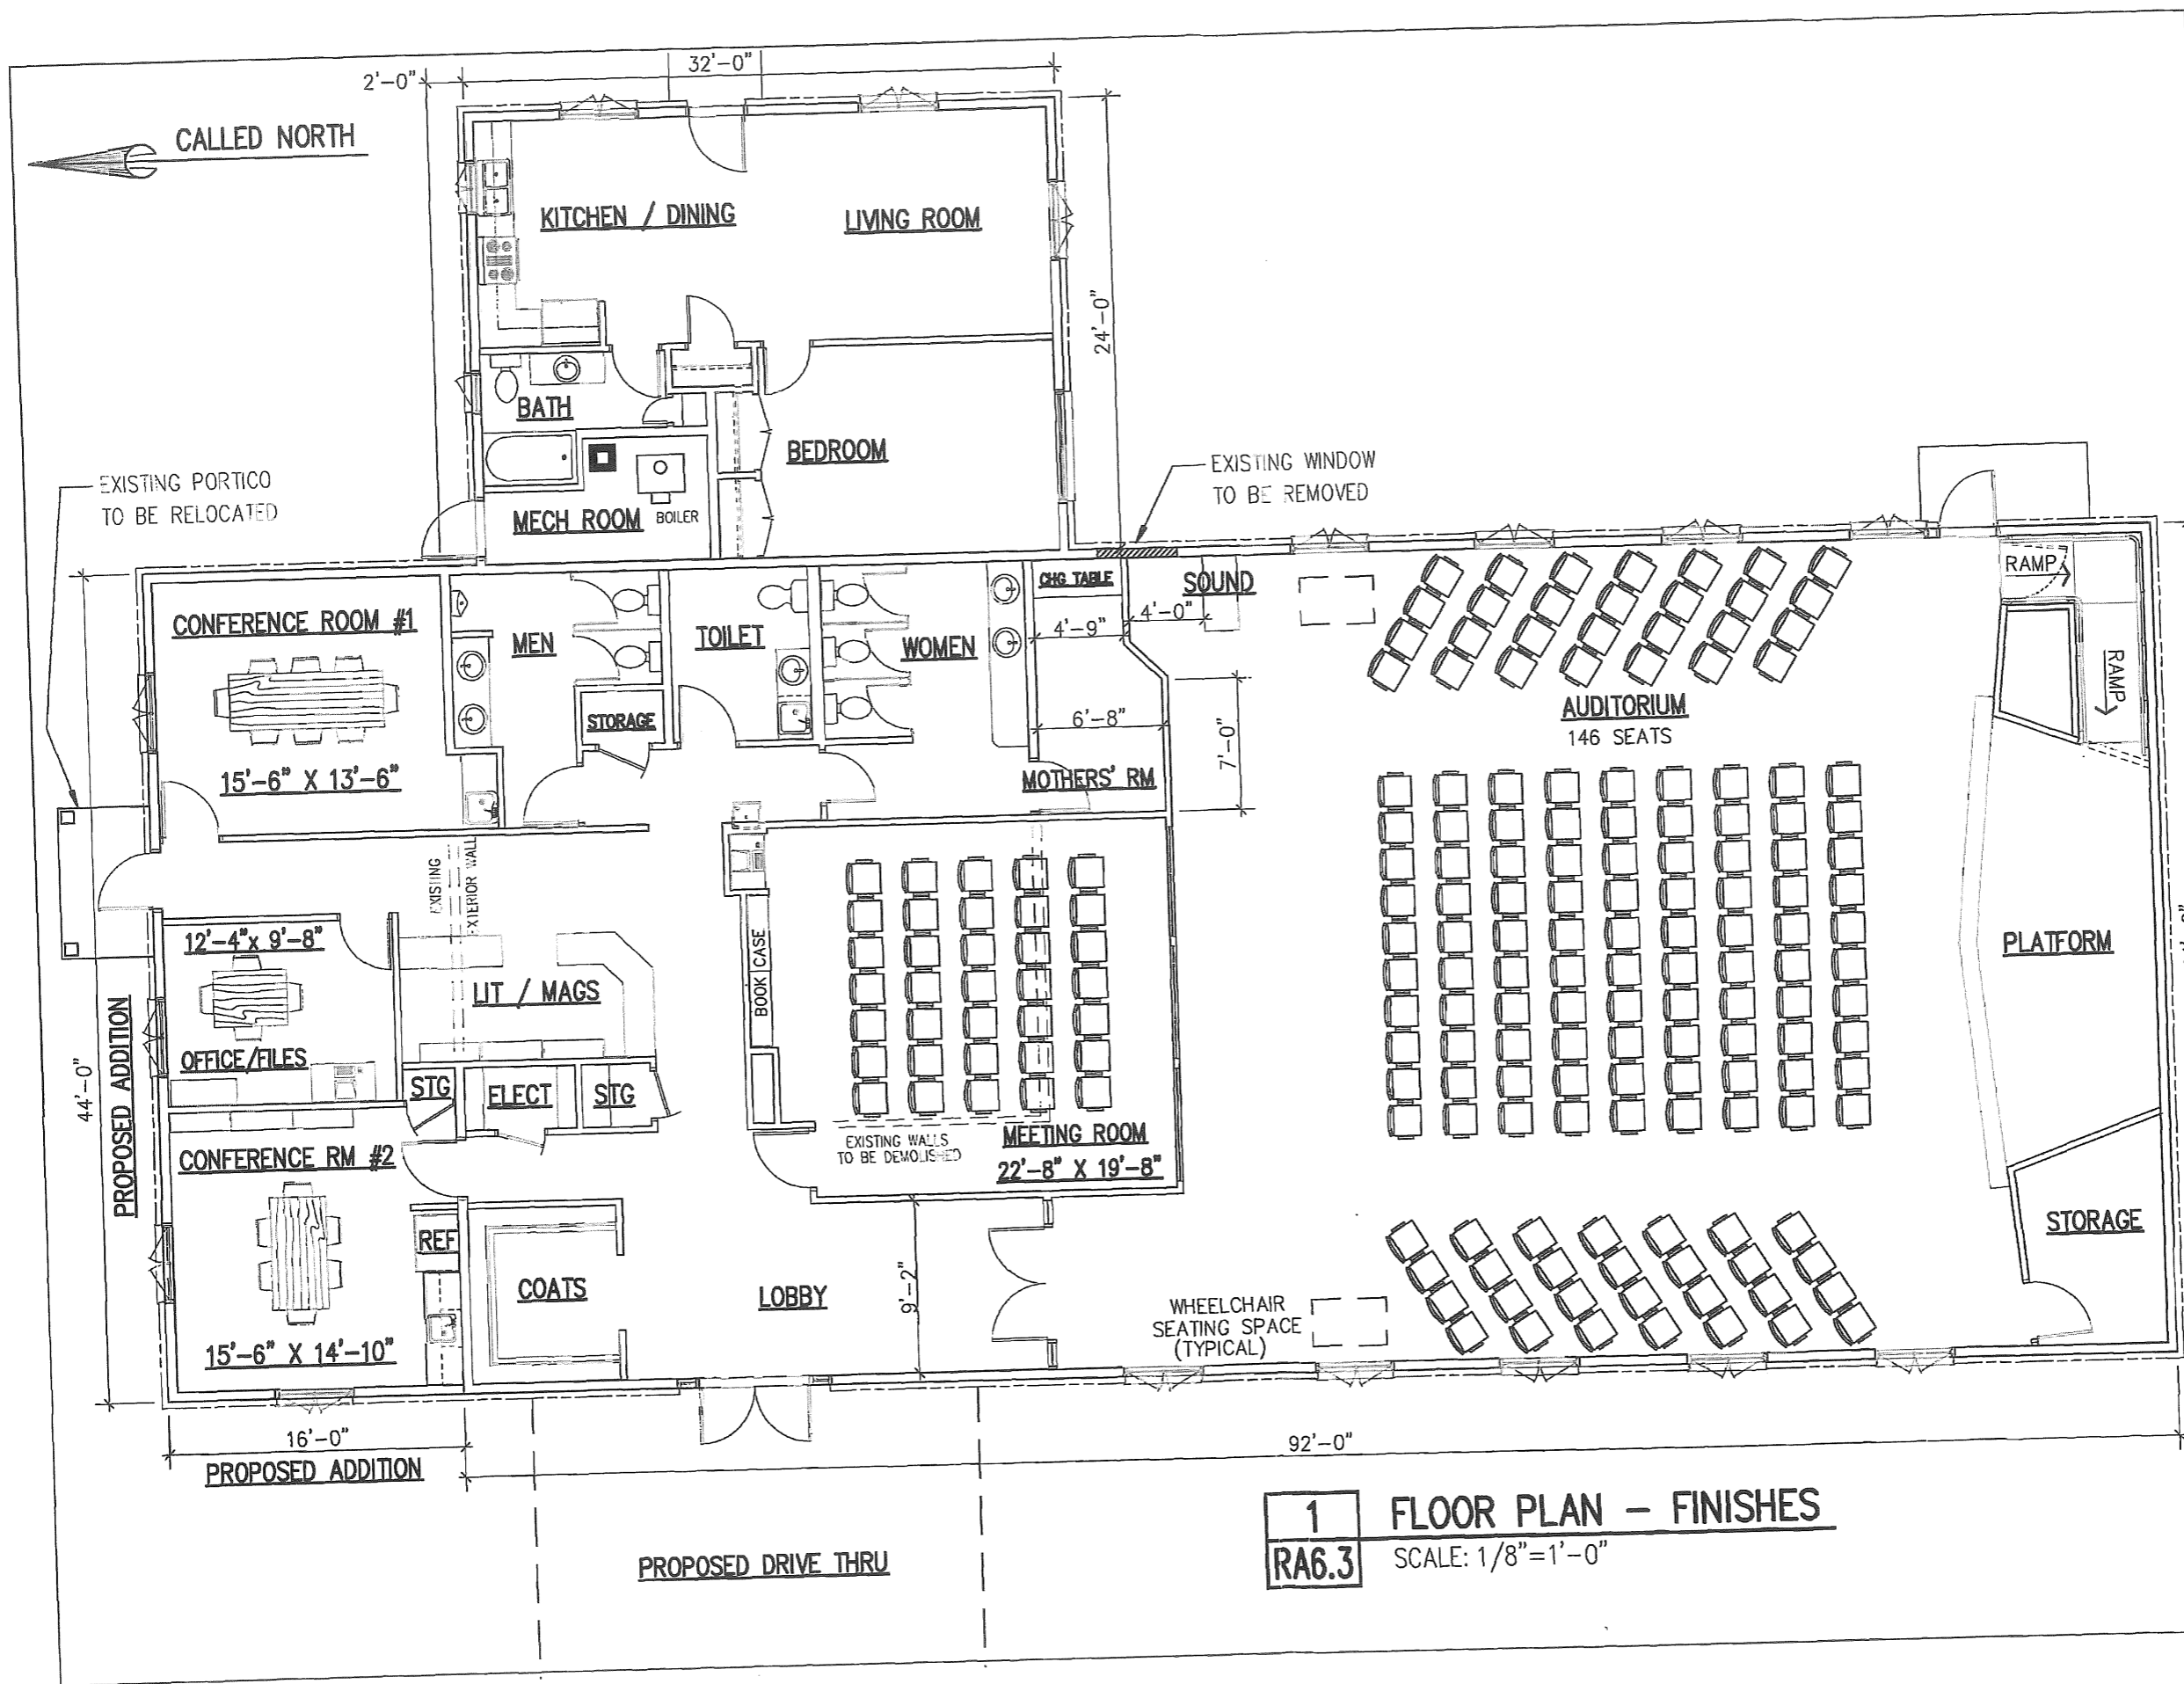 32'-0"
2'-0"
CALLED NORTH
KITCHEN / DINING
LIVING ROOM
24'-0"
BATH
BEDROOM
EXISTING PORTICO
TO BE RELOCATED
EXISTING WINDOW
TO BE REMOVED
MECH ROOM
BOILER
CONFERENCE ROOM #1
15'-6" X 13'-6"
MEN
STORAGE
TOILET
WOMEN
CHG TABLE
SOUND
4'-0"
4'-9"
6'-8"
7'-0"
MOTHERS' RM
AUDITORIUM
146 SEATS
RAMP
RAMP
EXISTING
EXTERIOR WALL
12'-4"x 9'-8"
OFFICE/FILES
LIT / MAGS
BOOK CASE
PLATFORM
44'-0"
PROPOSED ADDITION
STG
ELECT
STG
EXISTING WALLS
TO BE DEMOLISHED
MEETING ROOM
22'-8" X 19'-8"
CONFERENCE RM #2
15'-6" X 14'-10"
REF
COATS
LOBBY
9'-2"
WHEELCHAIR
SEATING SPACE
(TYPICAL)
STORAGE
16'-0"
PROPOSED ADDITION
92'-0"
PROPOSED DRIVE THRU
1
RA6.3
FLOOR PLAN - FINISHES
SCALE: 1/8"=1'-0"